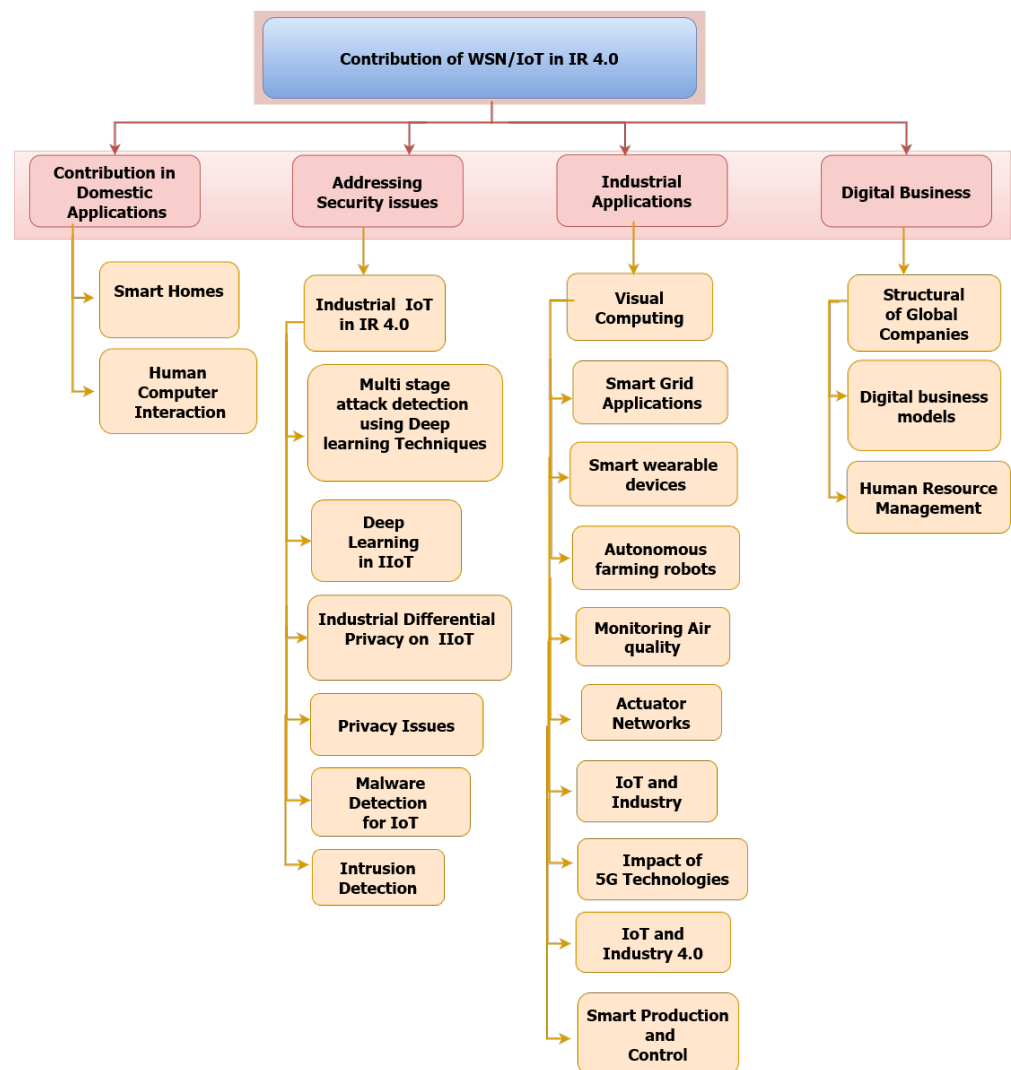 Contribution of WSN/IoT in IR 4.0
Contribution in
Domestic
Applications
Addressing
Security issues
Industrial
Applications
Digital Business
Smart Homes
Human
Computer
Interaction
Industrial IoT
in IR 4.0
Multi stage
attack detection
using Deep
learning Techniques
Deep
Learning
in IIoT
Industrial Differential
Privacy on IIoT
Privacy Issues
Malware
Detection
for IoT
Intrusion
Detection
Visual
Computing
Smart Grid
Applications
Smart wearable
devices
Autonomous
farming robots
Monitoring Air
quality
Actuator
Networks
IoT and
Industry
Impact of
5G Technologies
IoT and
Industry 4.0
Smart Production
and
Control
Structural
of Global
Companies
Digital business
models
Human Resource
Management